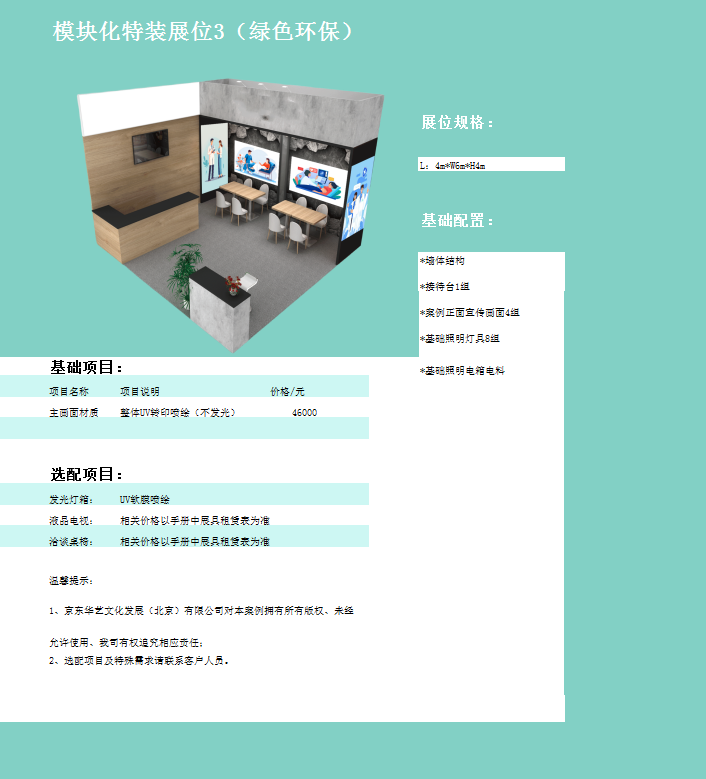 模块化特装展位3（绿色环保）
展位规格：
L：4m*W6m*H4m
基础配置：
*墙体结构
*接待台1组
*案例正面宣传画面4组
*基础照明灯具8组
*基础照明电箱电料
基础项目：
项目名称 项目说明 价格/元
主画面材质 整体UV转印喷绘（不发光） 46000
选配项目：
发光灯箱： UV软膜喷绘
液晶电视： 相关价格以手册中展具租赁表为准
洽谈桌椅： 相关价格以手册中展具租赁表为准
温馨提示：
1、京东华艺文化发展（北京）有限公司对本案例拥有所有版权、未经
允许使用、我司有权追究相应责任；
2、选配项目及特殊需求请联系客户人员。